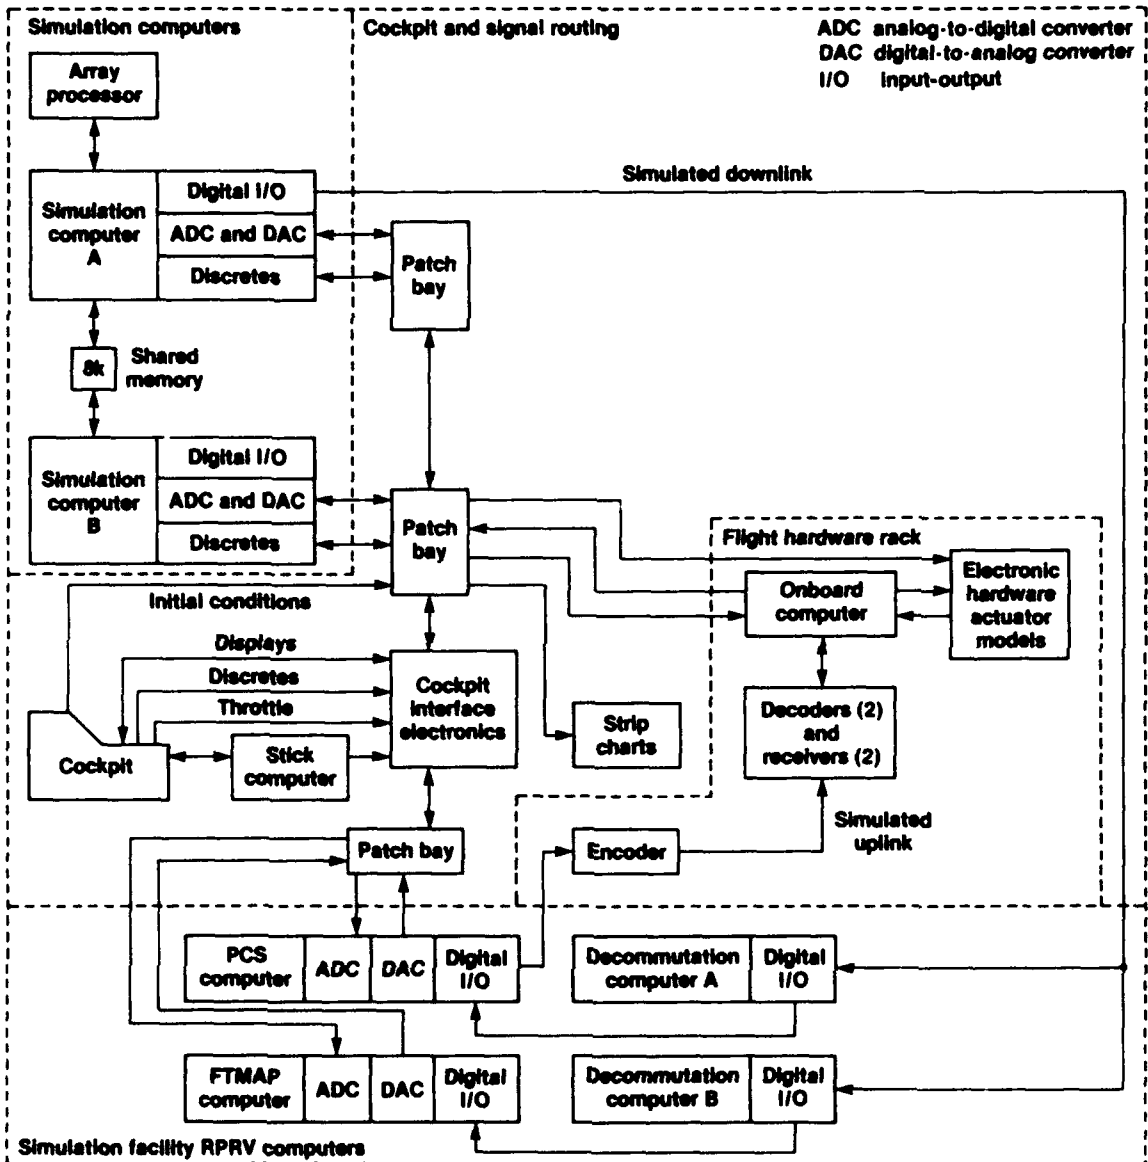 Simulation computers
Cockpit and signal routing
ADC analog-to-digital converter
DAC digital-to-analog converter
I/O input-output
Array
processor
Simulation
computer
A
Digital I/O
ADC and DAC
Discretes
Simulated downlink
Patch
bay
8k
Shared
memory
Simulation
computer
B
Digital I/O
ADC and DAC
Discretes
Patch
bay
Initial conditions
Flight hardware rack
Onboard
computer
Electronic
hardware
actuator
models
Displays
Discretes
Throttle
Cockpit
interface
electronics
Cockpit
Stick
computer
Strip
charts
Decoders (2)
and
receivers (2)
Simulated
uplink
Patch bay
Encoder
PCS
computer
ADC
DAC
Digital
I/O
Decommutation
computer A
Digital
I/O
FTMAP
computer
ADC
DAC
Digital
I/O
Decommutation
computer B
Digital
I/O
Simulation facility RPRV computers